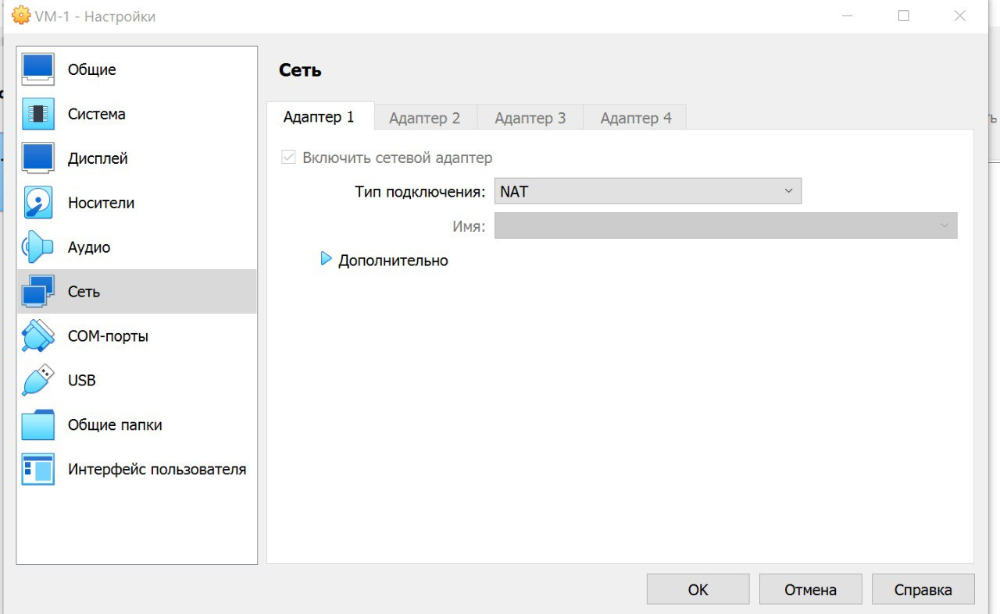 VM-1 - Настройки
Общие
Система
Дисплей
Носители
Аудио
Сеть
COM-порты
USB
Общие папки
Интерфейс пользователя
Сеть
Адаптер 1 Адаптер 2 Адаптер 3 Адаптер 4
Включить сетевой адаптер
Тип подключения: NAT
Имя:
Дополнительно
OK Отмена Справка